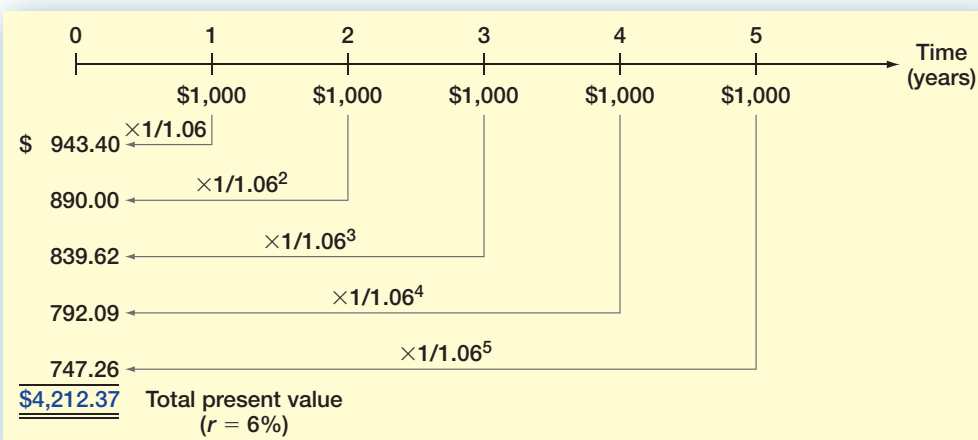 0 1 2 3 4 5
Time
(years)
$1,000 $1,000 $1,000 $1,000 $1,000
×1/1.06
$ 943.40
×1/1.06²
890.00
×1/1.06³
839.62
×1/1.06⁴
792.09
×1/1.06⁵
747.26
$4,212.37 Total present value
(r = 6%)